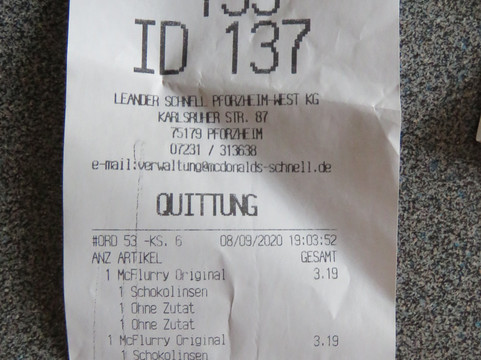 ID 137
LEANDER SCHNELL PFORZHEIM-WEST KG
KARLSRUHER STR. 87
75179 PFORZHEIM
07231 / 313638
e-mail:verwaltung@mcdonalds-schnell.de
QUITTUNG
#ORD 53 -KS. 6 08/09/2020 19:03:52
ANZ ARTIKEL GESAMT
1 McFlurry Original 3.19
1 Schokolinsen
1 Ohne Zutat
1 Ohne Zutat
1 McFlurry Original 3.19
1 Schokolinsen